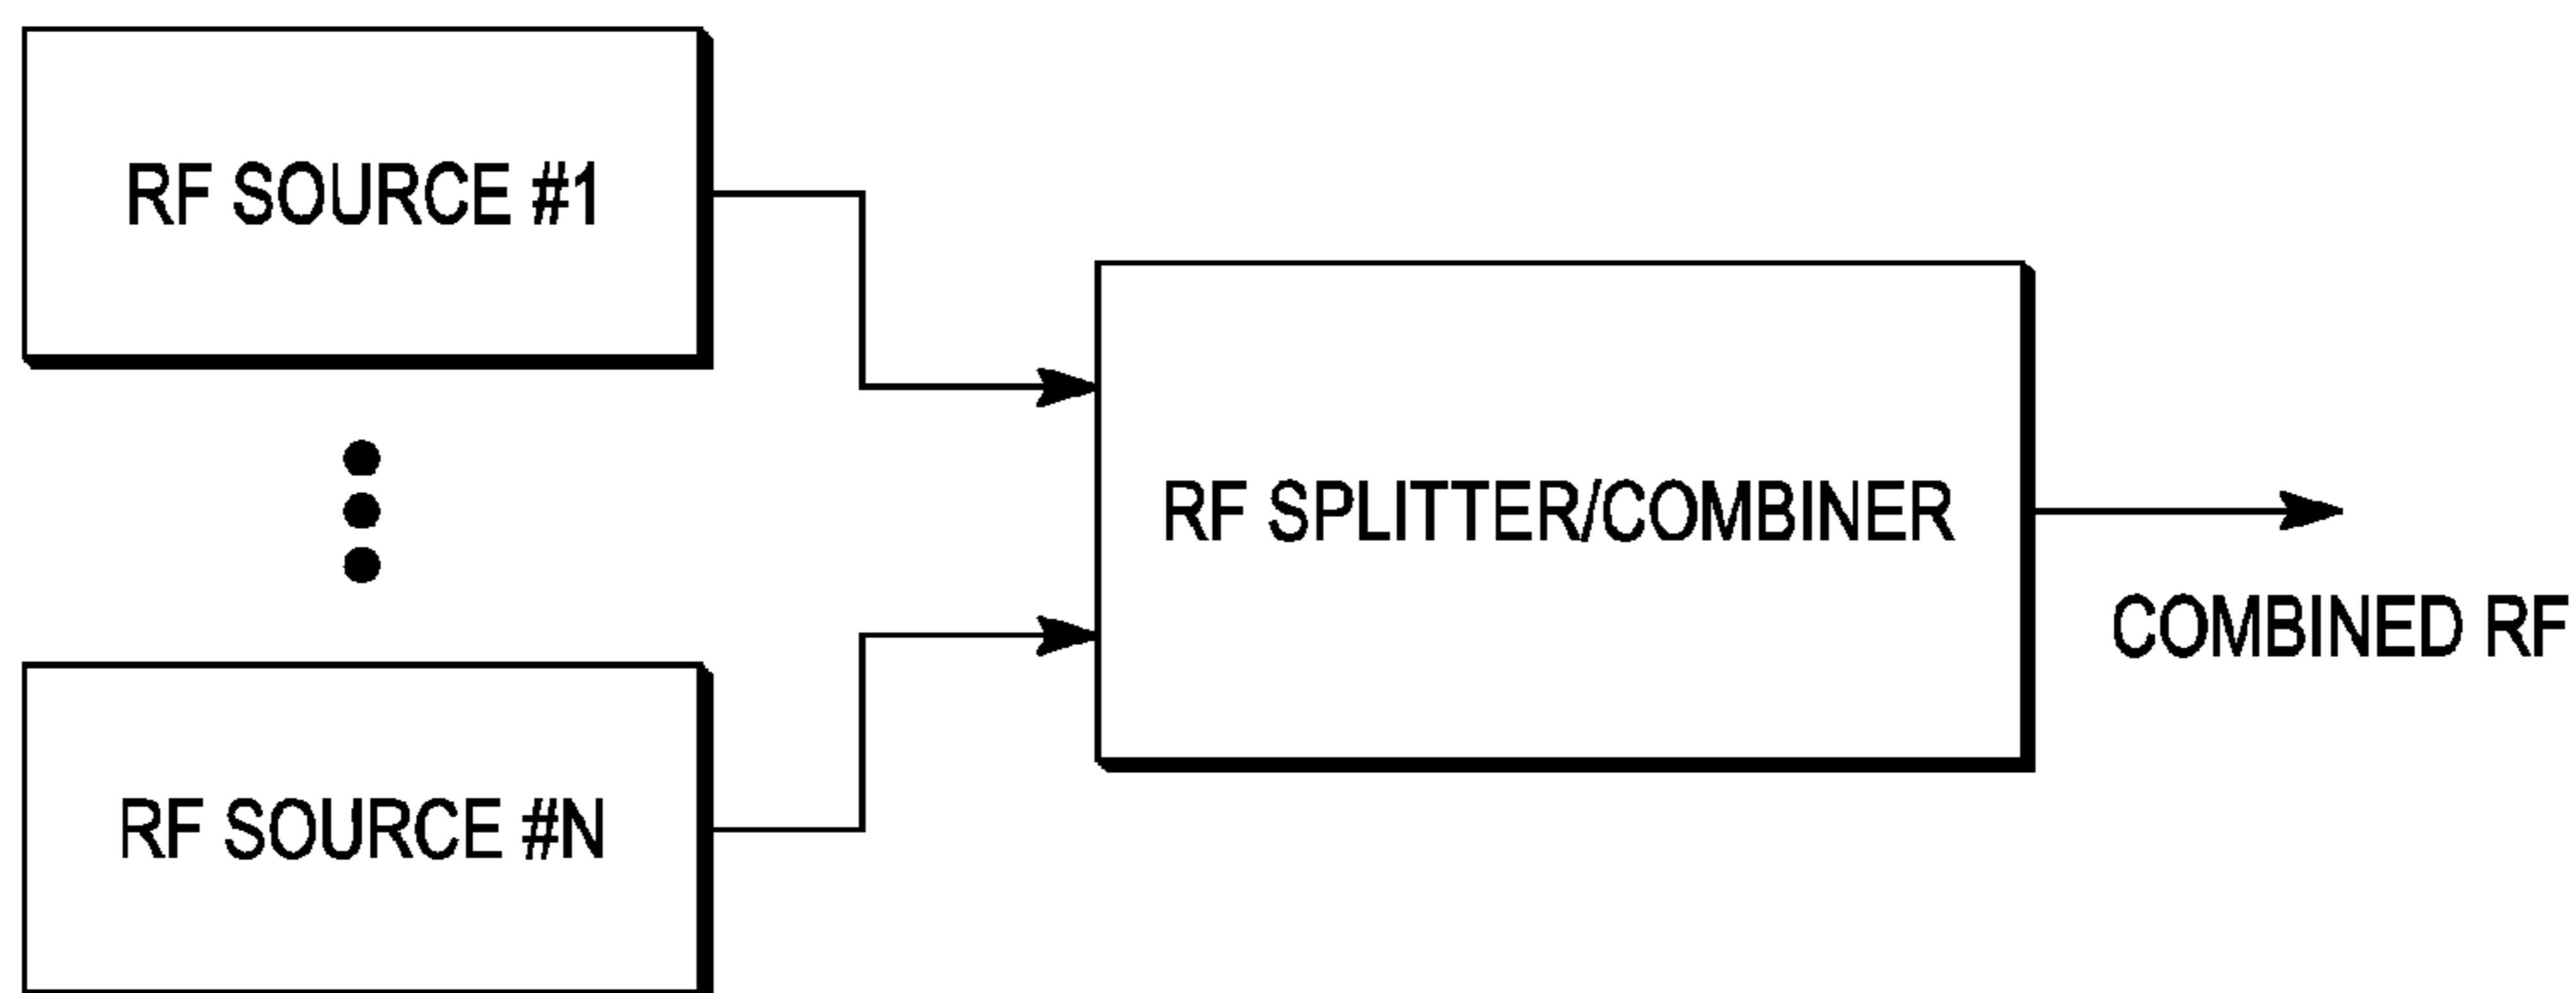 RF SOURCE #1
RF SPLITTER/COMBINER
COMBINED RF
RF SOURCE #N